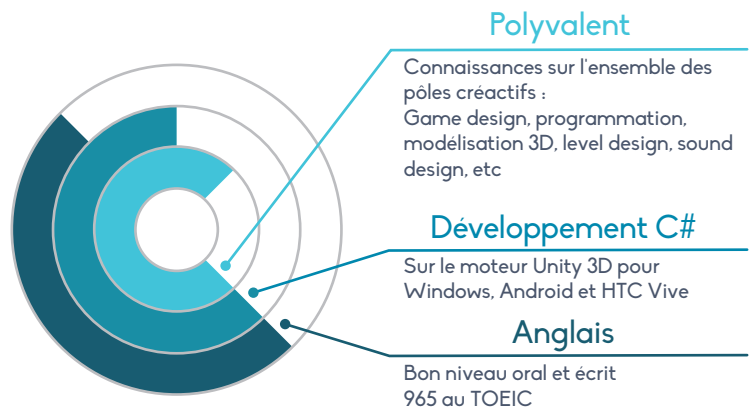 Polyvalent
Connaissances sur l'ensemble des
pôles créactifs :
Game design, programmation,
modélisation 3D, level design, sound
design, etc
Développement C#
Sur le moteur Unity 3D pour
Windows, Android et HTC Vive
Anglais
Bon niveau oral et écrit
965 au TOEIC